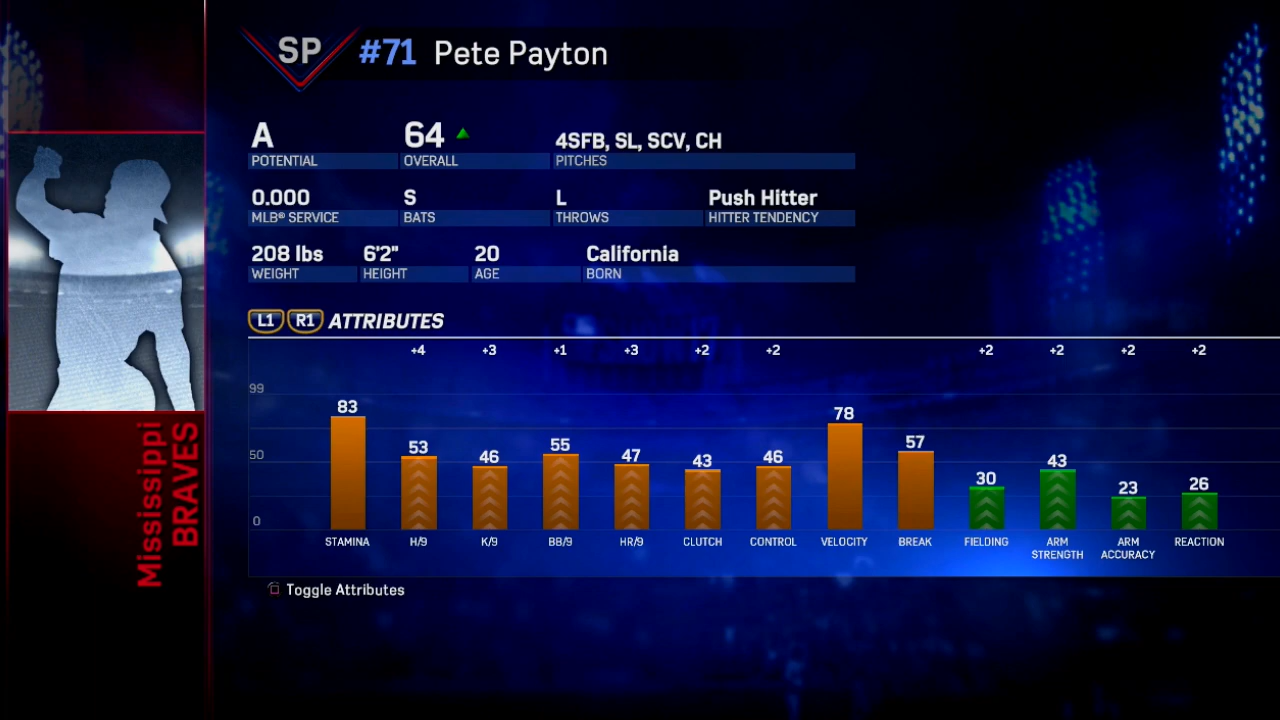 SP #71 Pete Payton
A 64 4SFB, SL, SCV, CH
POTENTIAL OVERALL PITCHES
0.000 S L Push Hitter
MLB® SERVICE BATS THROWS HITTER TENDENCY
208 lbs 6'2" 20 California
WEIGHT HEIGHT AGE BORN
L1 R1 ATTRIBUTES
+4 +3 +1 +3 +2 +2 +2 +2 +2 +2
99
50
0
83 53 46 55 47 43 46 78 57 30 43 23 26
STAMINA H/9 K/9 BB/9 HR/9 CLUTCH CONTROL VELOCITY BREAK FIELDING ARM STRENGTH ARM ACCURACY REACTION
Toggle Attributes
Mississippi
BRAVES